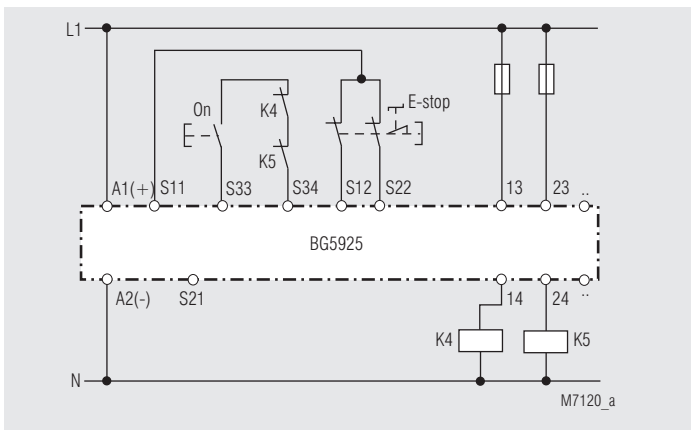 L1
On
K4
K5
E-stop
A1(+) S11 S33 S34 S12 S22 13 23 ..
BG5925
A2(-) S21 14 24 ..
K4 K5
N
M7120_a